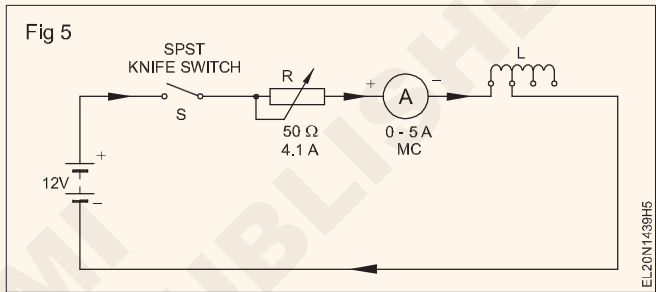 Fig 5
SPST
KNIFE SWITCH
S
R
50 Ω
4.1 A
+
A
−
0 - 5 A
MC
L
12V
+
−
EL20N1439H5